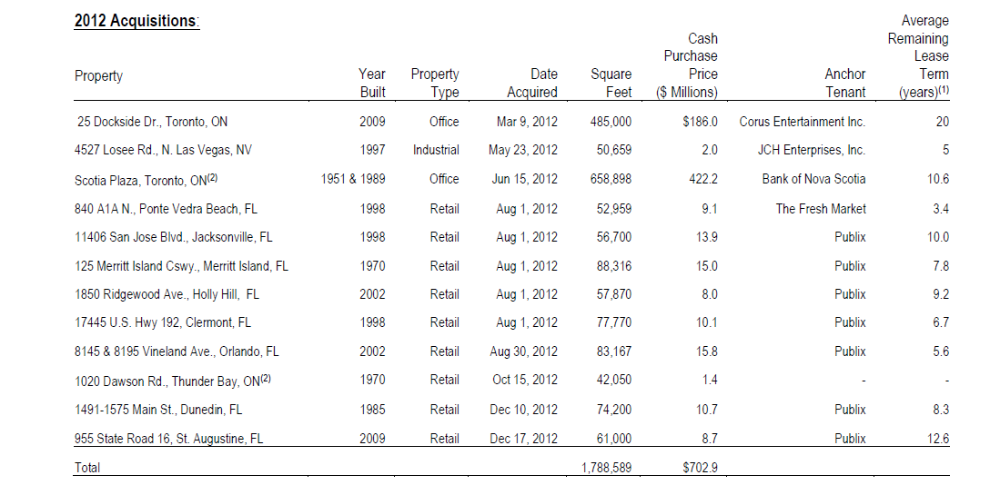 2012 Acquisitions:
Property Year Built Property Type Date Acquired Square Feet Cash Purchase Price ($ Millions) Anchor Tenant Average Remaining Lease Term (years)(1)
25 Dockside Dr., Toronto, ON 2009 Office Mar 9, 2012 485,000 $186.0 Corus Entertainment Inc. 20
4527 Losee Rd., N. Las Vegas, NV 1997 Industrial May 23, 2012 50,659 2.0 JCH Enterprises, Inc. 5
Scotia Plaza, Toronto, ON(2) 1951 & 1989 Office Jun 15, 2012 658,898 422.2 Bank of Nova Scotia 10.6
840 A1A N., Ponte Vedra Beach, FL 1998 Retail Aug 1, 2012 52,959 9.1 The Fresh Market 3.4
11406 San Jose Blvd., Jacksonville, FL 1998 Retail Aug 1, 2012 56,700 13.9 Publix 10.0
125 Merritt Island Cswy., Merritt Island, FL 1970 Retail Aug 1, 2012 88,316 15.0 Publix 7.8
1850 Ridgewood Ave., Holly Hill, FL 2002 Retail Aug 1, 2012 57,870 8.0 Publix 9.2
17445 U.S. Hwy 192, Clermont, FL 1998 Retail Aug 1, 2012 77,770 10.1 Publix 6.7
8145 & 8195 Vineland Ave., Orlando, FL 2002 Retail Aug 30, 2012 83,167 15.8 Publix 5.6
1020 Dawson Rd., Thunder Bay, ON(2) 1970 Retail Oct 15, 2012 42,050 1.4 - -
1491-1575 Main St., Dunedin, FL 1985 Retail Dec 10, 2012 74,200 10.7 Publix 8.3
955 State Road 16, St. Augustine, FL 2009 Retail Dec 17, 2012 61,000 8.7 Publix 12.6
Total 1,788,589 $702.9